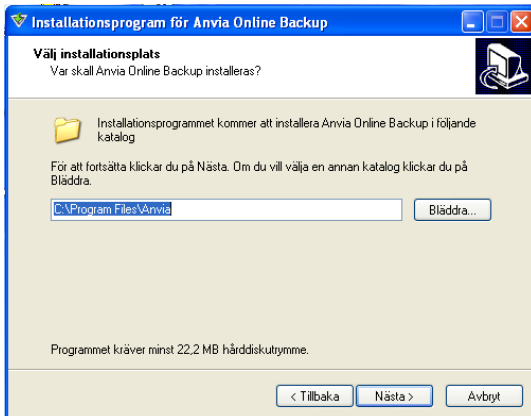 Installationsprogram för Anvia Online Backup
Välj installationsplats
Var skall Anvia Online Backup installeras?
Installationsprogrammet kommer att installera Anvia Online Backup i följande
katalog
För att fortsätta klickar du på Nästa. Om du vill välja en annan katalog klickar du på
Bläddra.
C:\Program Files\Anvia
Bläddra...
Programmet kräver minst 22,2 MB hårddiskutrymme.
< Tillbaka
Nästa >
Avbryt